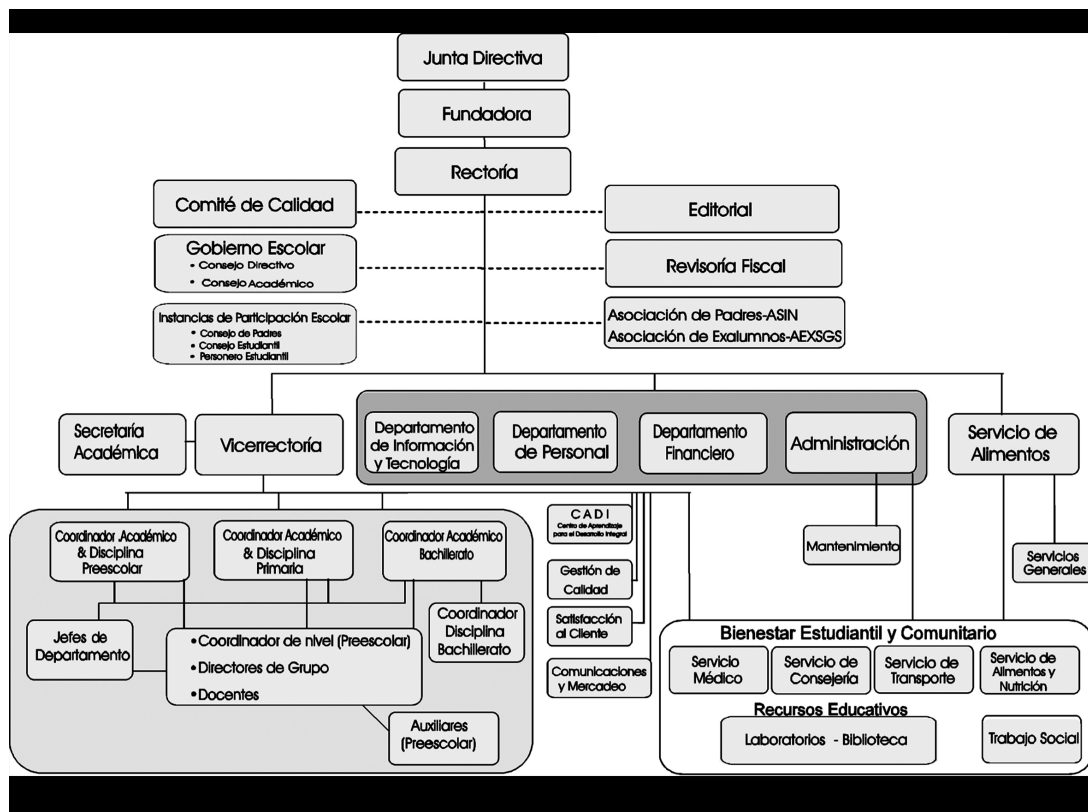 Junta Directiva
Fundadora
Rectoría
Comité de Calidad
Editorial
Gobierno Escolar
• Consejo Directivo
• Consejo Académico
Revisoría Fiscal
Instancias de Participación Escolar
• Consejo de Padres
• Consejo Estudiantil
• Personero Estudiantil
Asociación de Padres-ASIN
Asociación de Exalumnos-AEXSGS
Secretaría
Académica
Vicerrectoría
Departamento
de Información
y Tecnología
Departamento
de Personal
Departamento
Financiero
Administración
Servicio de
Alimentos
Coordinador Académico
& Disciplina
Preescolar
Coordinador Académico
& Disciplina
Primaria
Coordinador Académico
Bachillerato
CADI
Centro de Aprendizaje
para el Desarrollo Integral
Mantenimiento
Servicios
Generales
Gestión de
Calidad
Jefes de
Departamento
•Coordinador de nivel (Preescolar)
•Directores de Grupo
•Docentes
Coordinador
Disciplina
Bachillerato
Satisfacción
al Cliente
Comunicaciones
y Mercadeo
Auxiliares
(Preescolar)
Bienestar Estudiantil y Comunitario
Servicio
Médico
Servicio de
Consejería
Servicio de
Transporte
Servicio de
Alimentos y
Nutrición
Recursos Educativos
Laboratorios - Biblioteca
Trabajo Social